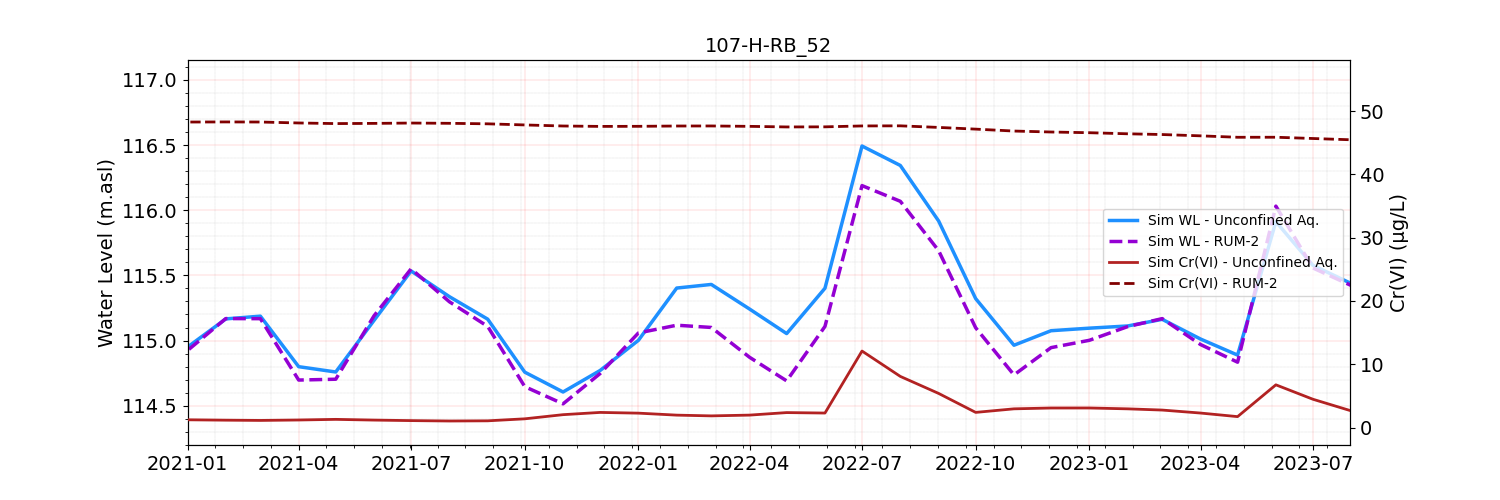 107-H-RB_52
Water Level (m.asl)
117.0
116.5
116.0
115.5
115.0
114.5
Cr(VI) (µg/L)
50
40
30
20
10
0
Sim WL - Unconfined Aq.
Sim WL - RUM-2
Sim Cr(VI) - Unconfined Aq.
Sim Cr(VI) - RUM-2
2021-01 2021-04 2021-07 2021-10 2022-01 2022-04 2022-07 2022-10 2023-01 2023-04 2023-07